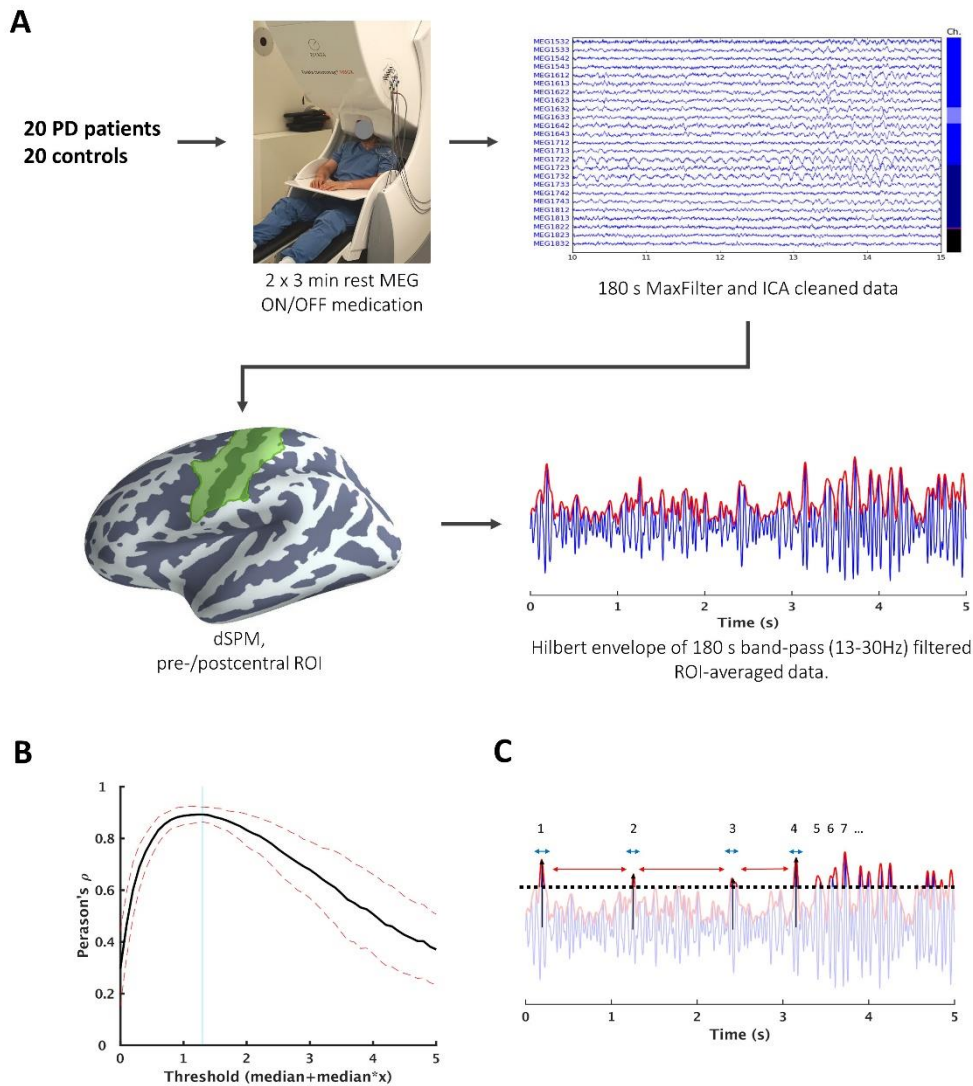 A
20 PD patients
20 controls
2 x 3 min rest MEG
ON/OFF medication
Ch.
MEG1532
MEG1533
MEG1542
MEG1543
MEG1612
MEG1613
MEG1622
MEG1623
MEG1632
MEG1633
MEG1642
MEG1643
MEG1712
MEG1713
MEG1722
MEG1723
MEG1732
MEG1733
MEG1742
MEG1743
MEG1812
MEG1813
MEG1822
MEG1823
MEG1832
10 11 12 13 14 15
180 s MaxFilter and ICA cleaned data
dSPM,
pre-/postcentral ROI
0 1 2 3 4 5
Time (s)
Hilbert envelope of 180 s band-pass (13-30Hz) filtered
ROI-averaged data.
B
Perason's ρ
1
0.8
0.6
0.4
0.2
0
0 1 2 3 4 5
Threshold (median+median*x)
C
1 2 3 4 5 6 7 ...
0 1 2 3 4 5
Time (s)